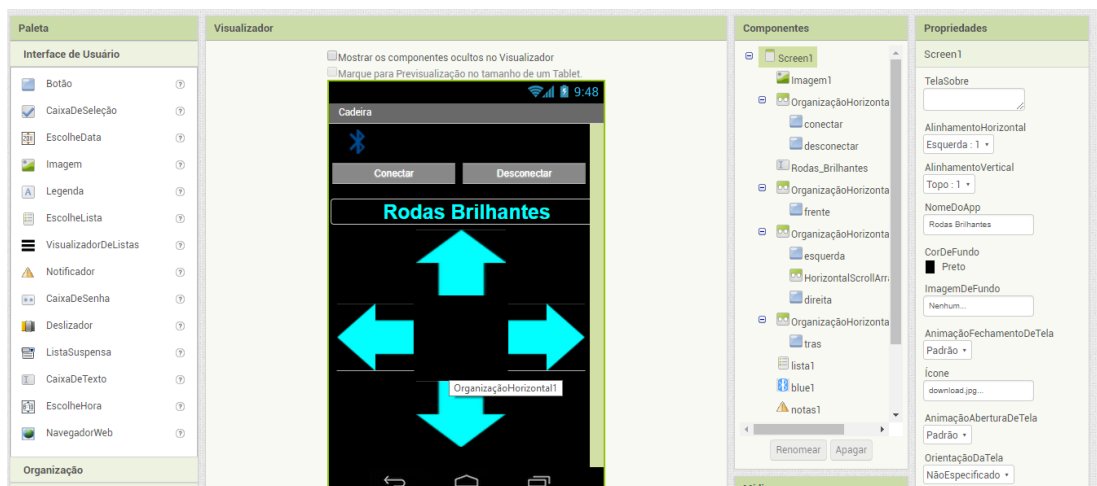 Paleta
Interface de Usuário
Botão
CaixaDeSeleção
EscolheData
Imagem
Legenda
EscolheLista
VisualizadorDeListas
Notificador
CaixaDeSenha
Deslizador
ListaSuspensa
CaixaDeTexto
EscolheHora
NavegadorWeb
Organização
Visualizador
Mostrar os componentes ocultos no Visualizador
Marque para Previsualização no tamanho de um Tablet.
9:48
Cadeira
Conectar Desconectar
Rodas Brilhantes
OrganizaçãoHorizontal1
Componentes
Screen1
Imagem1
OrganizaçãoHorizonta
conectar
desconectar
Rodas_Brilhantes
OrganizaçãoHorizonta
frente
OrganizaçãoHorizonta
esquerda
HorizontalScrollArr
direita
OrganizaçãoHorizonta
tras
lista1
blue1
notas1
Renomear Apagar
Propriedades
Screen1
TelaSobre
AlinhamentoHorizontal
Esquerda : 1
AlinhamentoVertical
Topo : 1
NomeDoApp
Rodas Brilhantes
CorDeFundo
Preto
ImagemDeFundo
Nenhum...
AnimaçãoFechamentoDeTela
Padrão
Ícone
download.jpg...
AnimaçãoAberturaDeTela
Padrão
OrientaçãoDaTela
NãoEspecificado